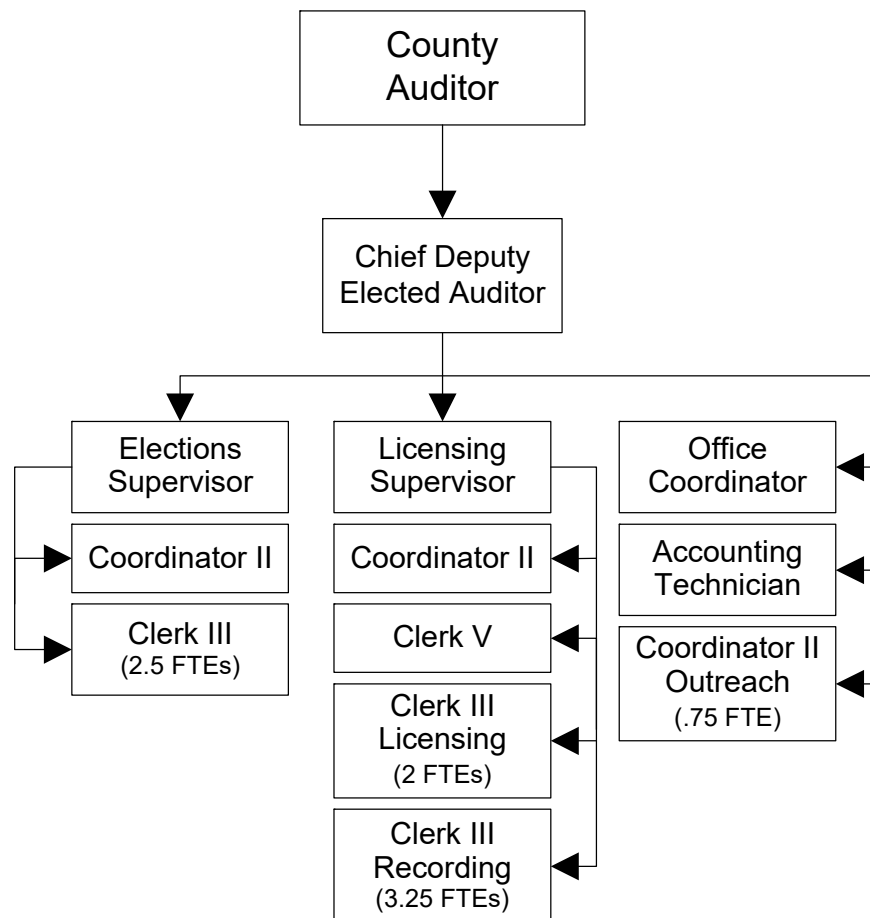 County
Auditor
Chief Deputy
Elected Auditor
Elections
Supervisor
Coordinator II
Clerk III
(2.5 FTEs)
Licensing
Supervisor
Coordinator II
Clerk V
Clerk III
Licensing
(2 FTEs)
Clerk III
Recording
(3.25 FTEs)
Office
Coordinator
Accounting
Technician
Coordinator II
Outreach
(.75 FTE)